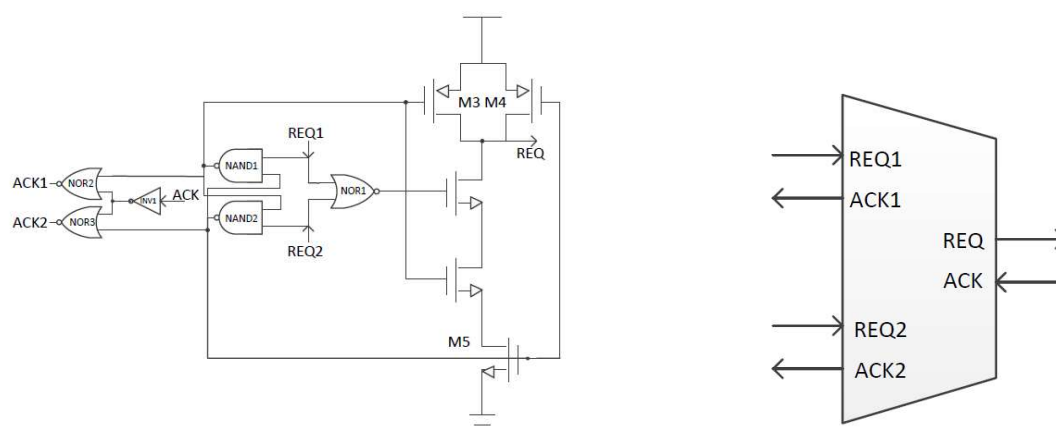 M3 M4
REQ1
NAND1
REQ
ACK1
NOR2
ACK
INV1
NOR1
ACK2
NOR3
NAND2
REQ2
M5
REQ1
ACK1
REQ
ACK
REQ2
ACK2